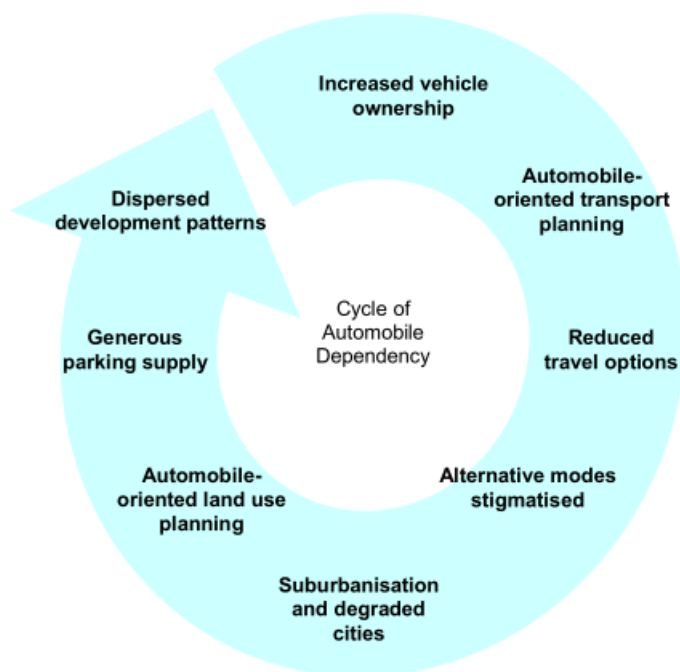 Increased vehicle
ownership
Automobile-
oriented transport
planning
Reduced
travel options
Alternative modes
stigmatised
Suburbanisation
and degraded
cities
Automobile-
oriented land use
planning
Generous
parking supply
Dispersed
development patterns
Cycle of
Automobile
Dependency